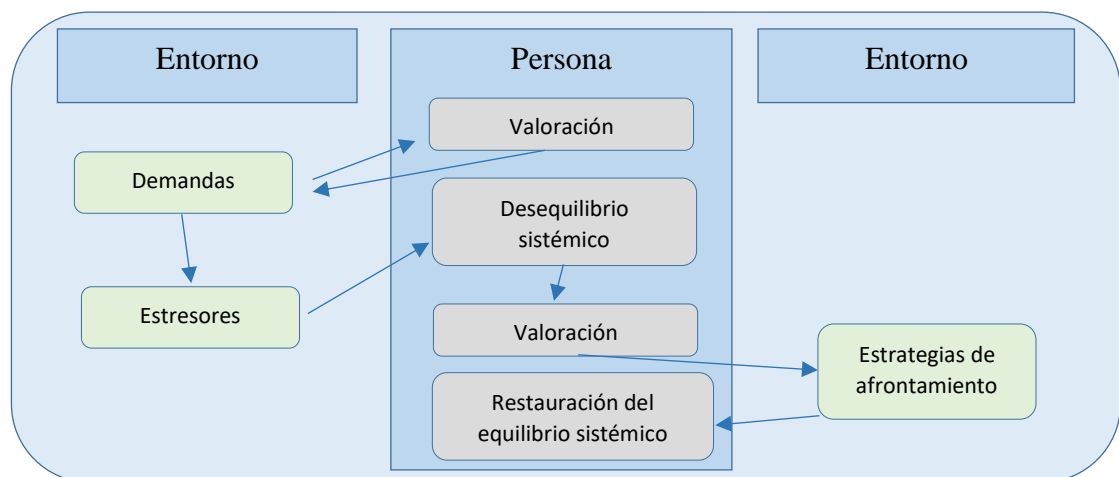 Entorno
Persona
Entorno
Valoración
Demandas
Desequilibrio
sistémico
Estresores
Valoración
Estrategias de
afrontamiento
Restauración del
equilibrio sistémico